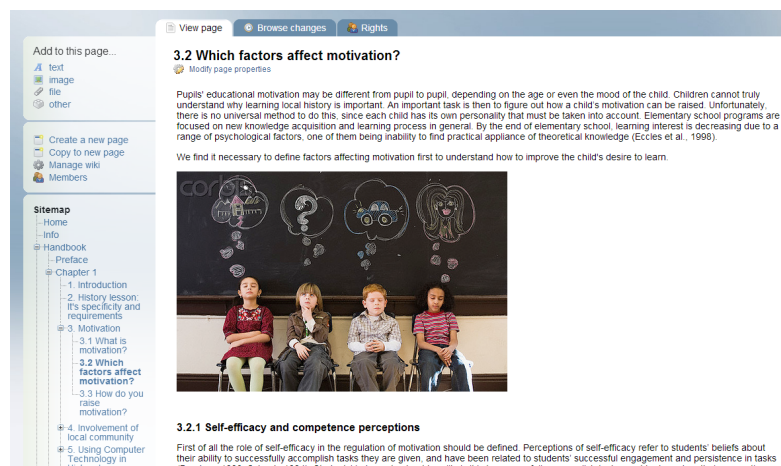 View page
Browse changes
Rights
Add to this page...
text
image
file
other
Create a new page
Copy to new page
Manage wiki
Members
Sitemap
Home
Info
Handbook
Preface
Chapter 1
1. Introduction
2. History lesson:
It's specificity and
requirements
3. Motivation
3.1 What is
motivation?
3.2 Which
factors affect
motivation?
3.3 How do you
raise
motivation?
4. Involvement of
local community
5. Using Computer
Technology in
3.2 Which factors affect motivation?
Modify page properties
Pupils' educational motivation may be different from pupil to pupil, depending on the age or even the mood of the child. Children cannot truly
understand why learning local history is important. An important task is then to figure out how a child's motivation can be raised. Unfortunately,
there is no universal method to do this, since each child has its own personality that must be taken into account. Elementary school programs are
focused on new knowledge acquisition and learning process in general. By the end of elementary school, learning interest is decreasing due to a
range of psychological factors, one of them being inability to find practical appliance of theoretical knowledge (Eccles et al., 1998).
We find it necessary to define factors affecting motivation first to understand how to improve the child's desire to learn.
corbis
?
3.2.1 Self-efficacy and competence perceptions
First of all the role of self-efficacy in the regulation of motivation should be defined. Perceptions of self-efficacy refer to students' beliefs about
their ability to successfully accomplish tasks they are given, and have been related to students' successful engagement and persistence in tasks